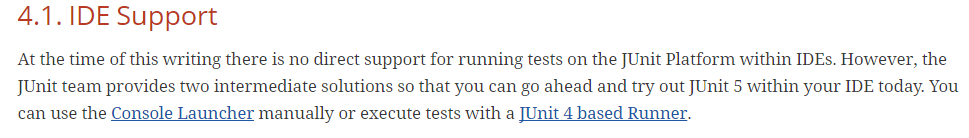 4.1. IDE Support
At the time of this writing there is no direct support for running tests on the JUnit Platform within IDEs. However, the
JUnit team provides two intermediate solutions so that you can go ahead and try out JUnit 5 within your IDE today. You
can use the Console Launcher manually or execute tests with a JUnit 4 based Runner.